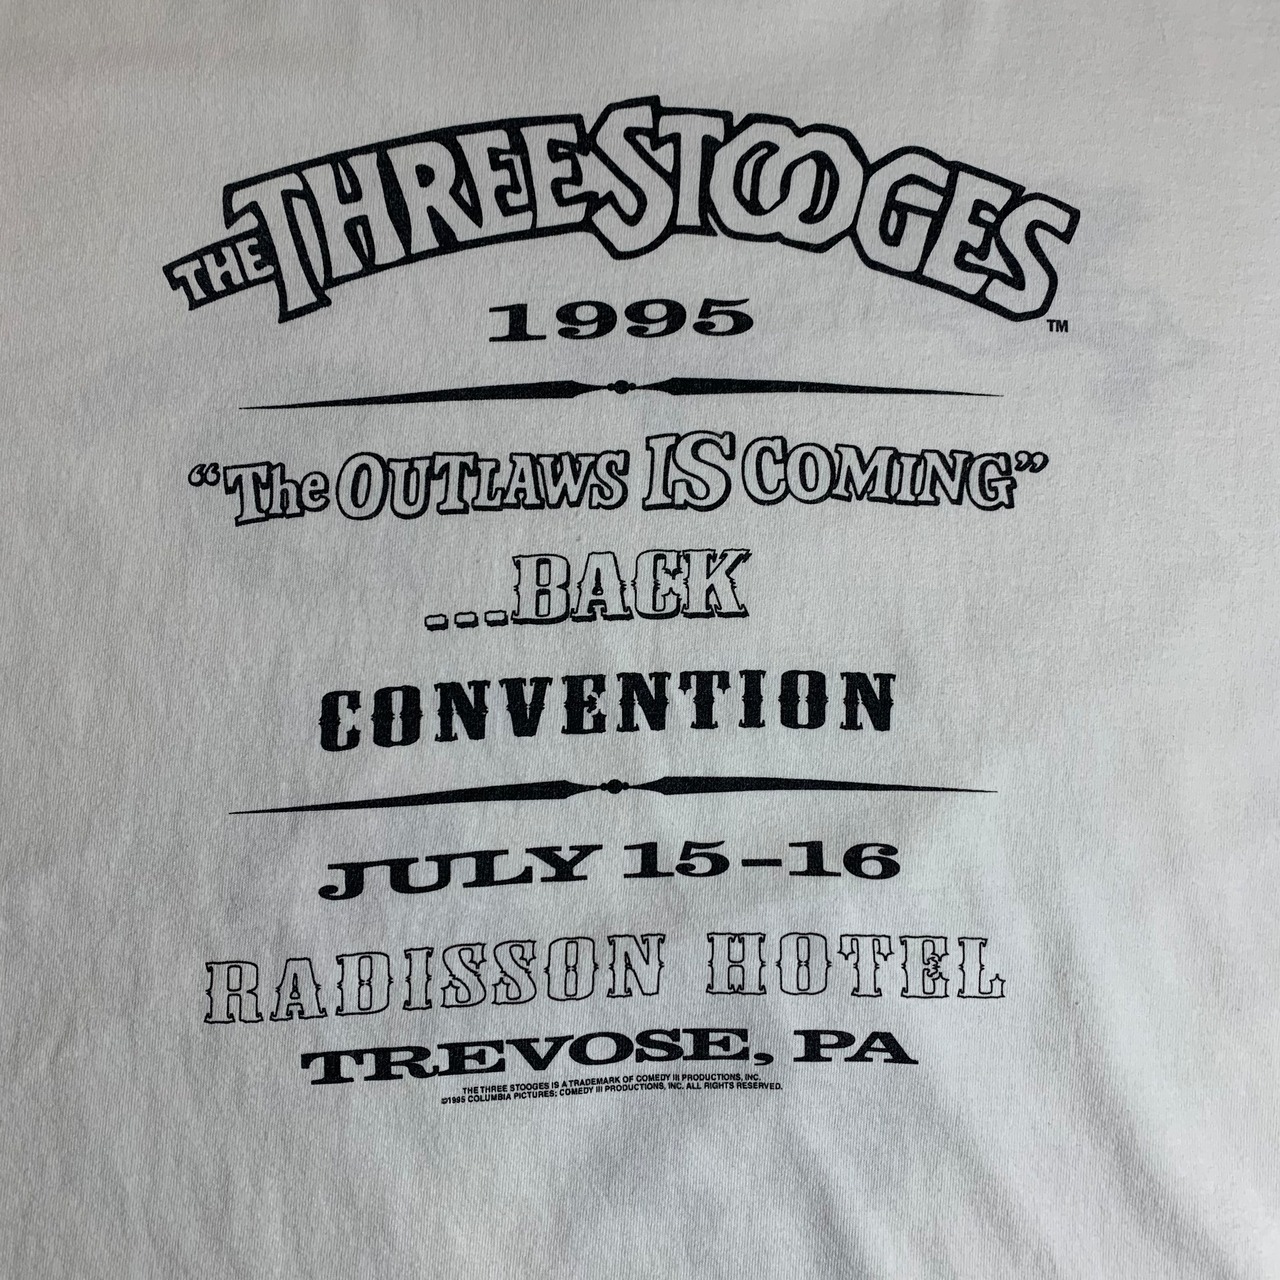 THE THREE STOOGES TM
1995
“The OUTLAWS IS COMING”
...BACK
CONVENTION
JULY 15-16
RADISSON HOTEL
TREVOSE, PA
THE THREE STOOGES IS A TRADEMARK OF COMEDY III PRODUCTIONS, INC.
©1995 COLUMBIA PICTURES; COMEDY III PRODUCTIONS, INC. ALL RIGHTS RESERVED.